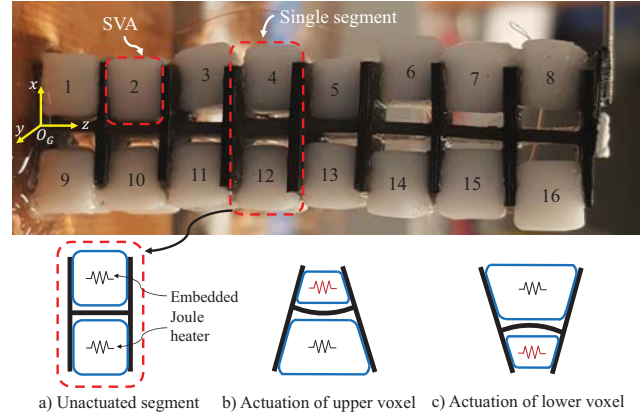 SVA
Single segment
1 2 3 4 5 6 7 8
x
y
O_G
z
9 10 11 12 13 14 15 16
Embedded
Joule
heater
a) Unactuated segment b) Actuation of upper voxel c) Actuation of lower voxel